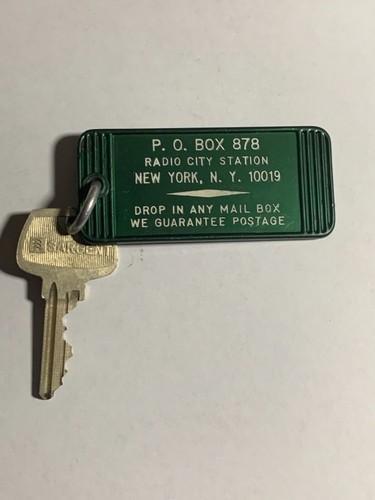 P. O. BOX 878
RADIO CITY STATION
NEW YORK, N. Y. 10019
DROP IN ANY MAIL BOX
WE GUARANTEE POSTAGE
SARGENT